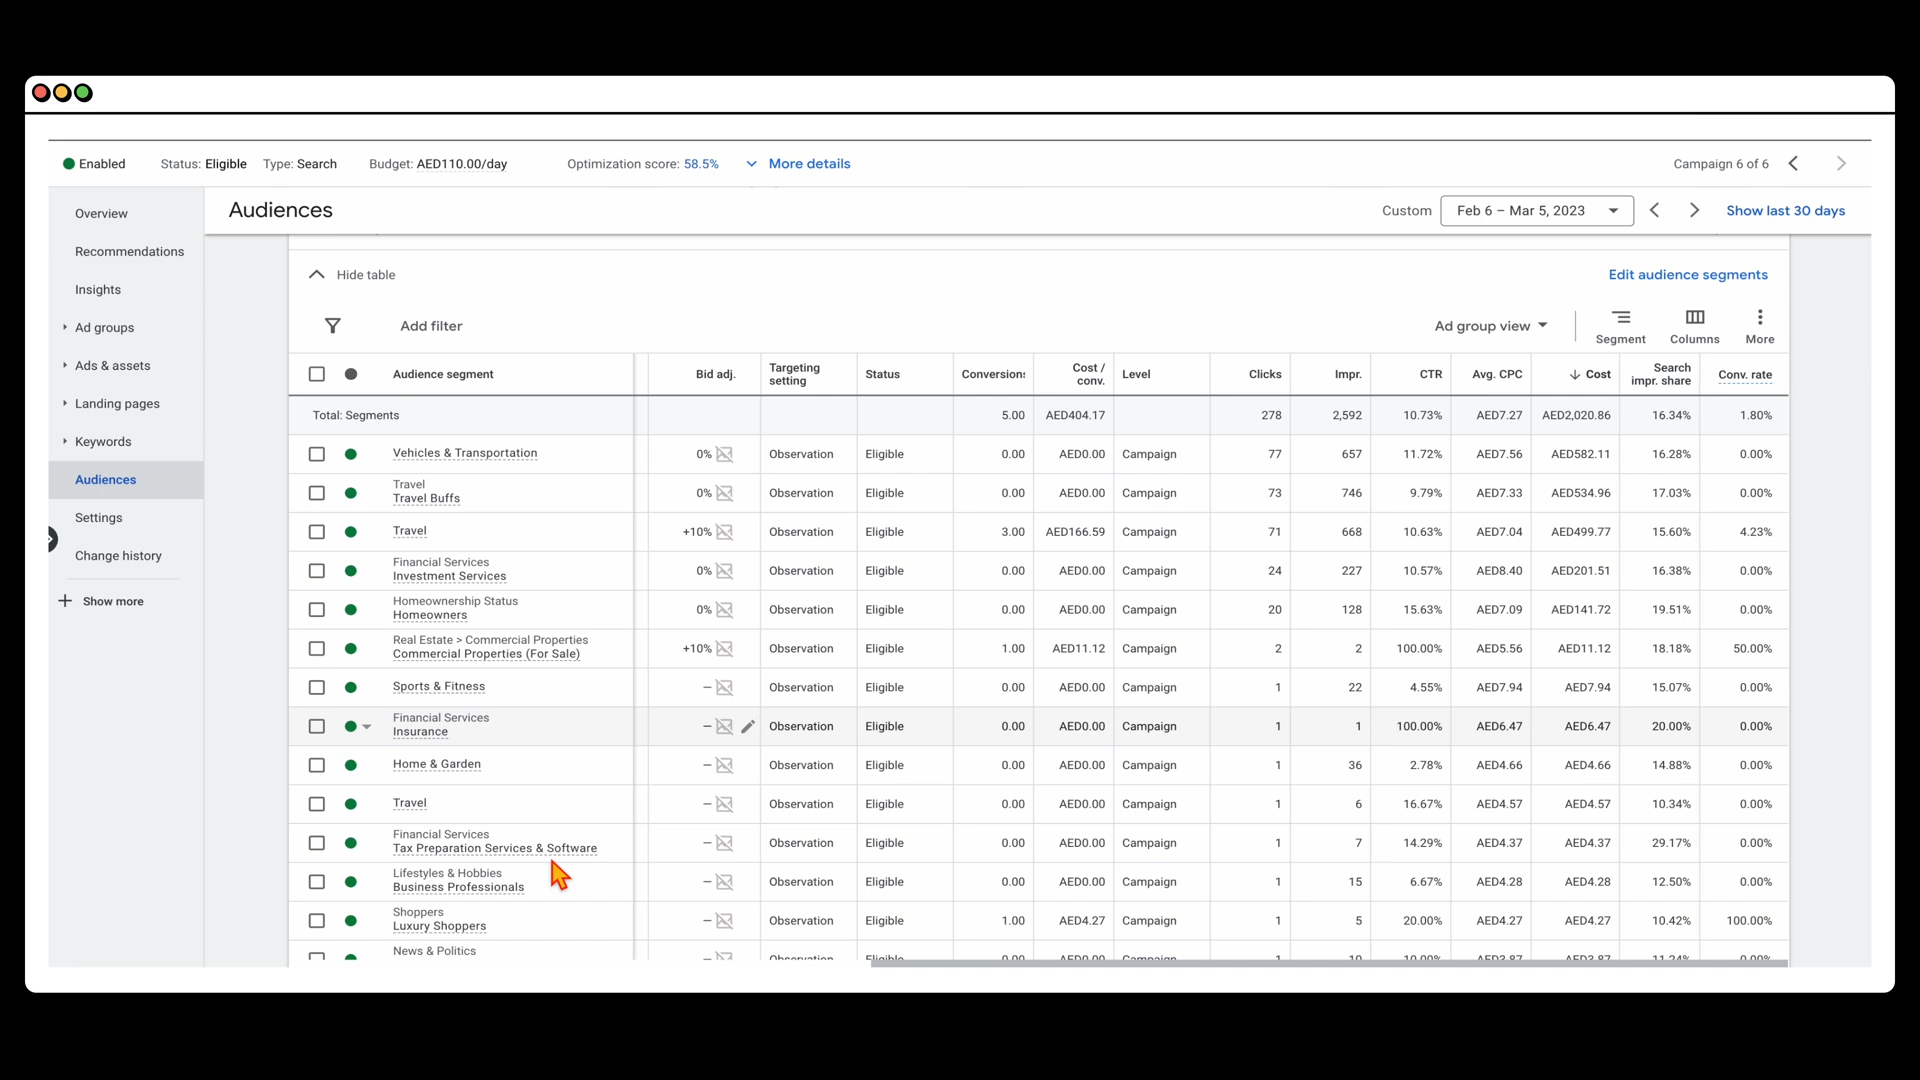 Enabled Status: Eligible Type: Search Budget: AED110.00/day Optimization score: 58.5% More details Campaign 6 of 6
Overview
Recommendations
Insights
Ad groups
Ads & assets
Landing pages
Keywords
Audiences
Settings
Change history
Show more
Audiences Custom Feb 6 – Mar 5, 2023 Show last 30 days
Hide table Edit audience segments
Add filter Ad group view Segment Columns More
Audience segment Bid adj. Targeting setting Status Conversions Cost / conv. Level Clicks Impr. CTR Avg. CPC Cost Search impr. share Conv. rate
Total: Segments 5.00 AED404.17 278 2,592 10.73% AED7.27 AED2,020.86 16.34% 1.80%
Vehicles & Transportation 0% Observation Eligible 0.00 AED0.00 Campaign 77 657 11.72% AED7.56 AED582.11 16.28% 0.00%
Travel
Travel Buffs 0% Observation Eligible 0.00 AED0.00 Campaign 73 746 9.79% AED7.33 AED534.96 17.03% 0.00%
Travel +10% Observation Eligible 3.00 AED166.59 Campaign 71 668 10.63% AED7.04 AED499.77 15.60% 4.23%
Financial Services
Investment Services 0% Observation Eligible 0.00 AED0.00 Campaign 24 227 10.57% AED8.40 AED201.51 16.38% 0.00%
Homeownership Status
Homeowners 0% Observation Eligible 0.00 AED0.00 Campaign 20 128 15.63% AED7.09 AED141.72 19.51% 0.00%
Real Estate > Commercial Properties
Commercial Properties (For Sale) +10% Observation Eligible 1.00 AED11.12 Campaign 2 2 100.00% AED5.56 AED11.12 18.18% 50.00%
Sports & Fitness – Observation Eligible 0.00 AED0.00 Campaign 1 22 4.55% AED7.94 AED7.94 15.07% 0.00%
Financial Services
Insurance – Observation Eligible 0.00 AED0.00 Campaign 1 1 100.00% AED6.47 AED6.47 20.00% 0.00%
Home & Garden – Observation Eligible 0.00 AED0.00 Campaign 1 36 2.78% AED4.66 AED4.66 14.88% 0.00%
Travel – Observation Eligible 0.00 AED0.00 Campaign 1 6 16.67% AED4.57 AED4.57 10.34% 0.00%
Financial Services
Tax Preparation Services & Software – Observation Eligible 0.00 AED0.00 Campaign 1 7 14.29% AED4.37 AED4.37 29.17% 0.00%
Lifestyles & Hobbies
Business Professionals – Observation Eligible 0.00 AED0.00 Campaign 1 15 6.67% AED4.28 AED4.28 12.50% 0.00%
Shoppers
Luxury Shoppers – Observation Eligible 1.00 AED4.27 Campaign 1 5 20.00% AED4.27 AED4.27 10.42% 100.00%
News & Politics
– Observation Eligible 0.00 AED0.00 Campaign 1 10 10.00% AED3.87 AED3.87 11.24% 0.00%